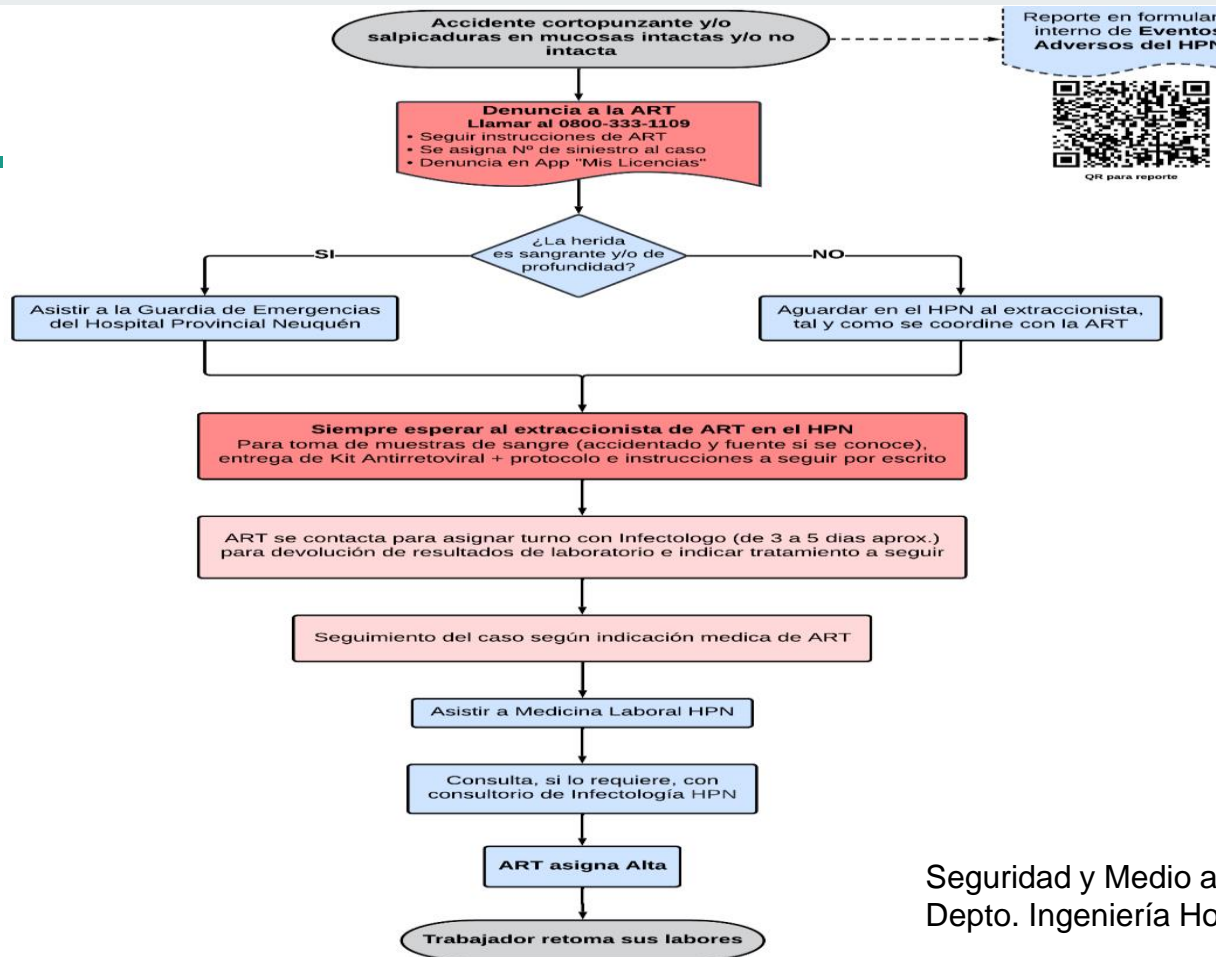 Accidente cortopunzante y/o
salpicaduras en mucosas intactas y/o no
intacta
Reporte en formular
interno de Eventos
Adversos del HPN
QR para reporte
Denuncia a la ART
Llamar al 0800-333-1109
• Seguir instrucciones de ART
• Se asigna Nº de siniestro al caso
• Denuncia en App "Mis Licencias"
¿La herida
es sangrante y/o de
profundidad?
SI
NO
Asistir a la Guardia de Emergencias
del Hospital Provincial Neuquén
Aguardar en el HPN al extraccionista,
tal y como se coordine con la ART
Siempre esperar al extraccionista de ART en el HPN
Para toma de muestras de sangre (accidentado y fuente si se conoce),
entrega de Kit Antirretoviral + protocolo e instrucciones a seguir por escrito
ART se contacta para asignar turno con Infectologo (de 3 a 5 dias aprox.)
para devolución de resultados de laboratorio e indicar tratamiento a seguir
Seguimiento del caso según indicación medica de ART
Asistir a Medicina Laboral HPN
Consulta, si lo requiere, con
consultorio de Infectología HPN
ART asigna Alta
Trabajador retoma sus labores
Seguridad y Medio a
Depto. Ingeniería Ho